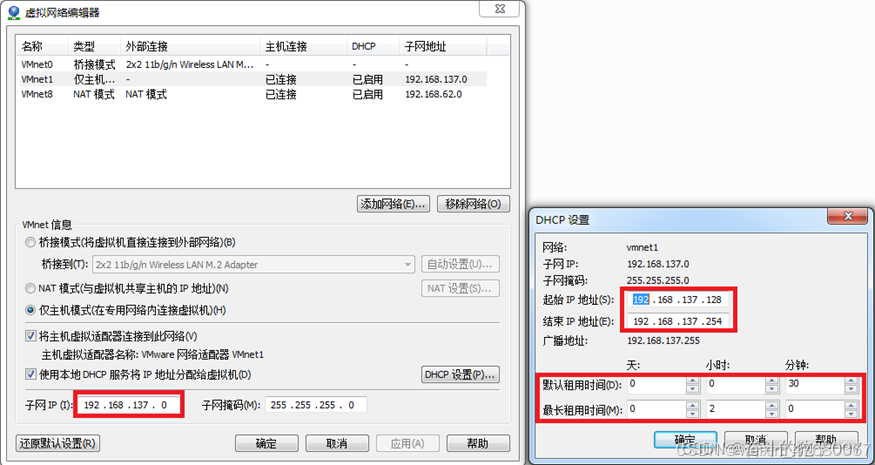 虚拟网络编辑器
名称 类型 外部连接 主机连接 DHCP 子网地址
VMnet0 桥接模式 2x2 11b/g/n Wireless LAN M... - - -
VMnet1 仅主机... - 已连接 已启用 192.168.137.0
VMnet8 NAT 模式 NAT 模式 已连接 已启用 192.168.62.0
添加网络(E)... 移除网络(O)
VMnet 信息
桥接模式(将虚拟机直接连接到外部网络)(B)
桥接到(T): 2x2 11b/g/n Wireless LAN M.2 Adapter 自动设置(U)...
NAT 模式(与虚拟机共享主机的 IP 地址)(N) NAT 设置(S)...
仅主机模式(在专用网络内连接虚拟机)(H)
将主机虚拟适配器连接到此网络(V)
主机虚拟适配器名称: VMware 网络适配器 VMnet1
使用本地 DHCP 服务将 IP 地址分配给虚拟机(D) DHCP 设置(P)...
子网 IP (I): 192 . 168 . 137 . 0 子网掩码(M): 255 . 255 . 255 . 0
还原默认设置(R) 确定 取消 应用(A) 帮助
DHCP 设置
网络: vmnet1
子网 IP: 192.168.137.0
子网掩码: 255.255.255.0
起始 IP 地址(S): 192 . 168 . 137 . 128
结束 IP 地址(E): 192 . 168 . 137 . 254
广播地址: 192.168.137.255
天: 小时: 分钟:
默认租用时间(D): 0 0 30
最长租用时间(M): 0 2 0
确定 取消 帮助